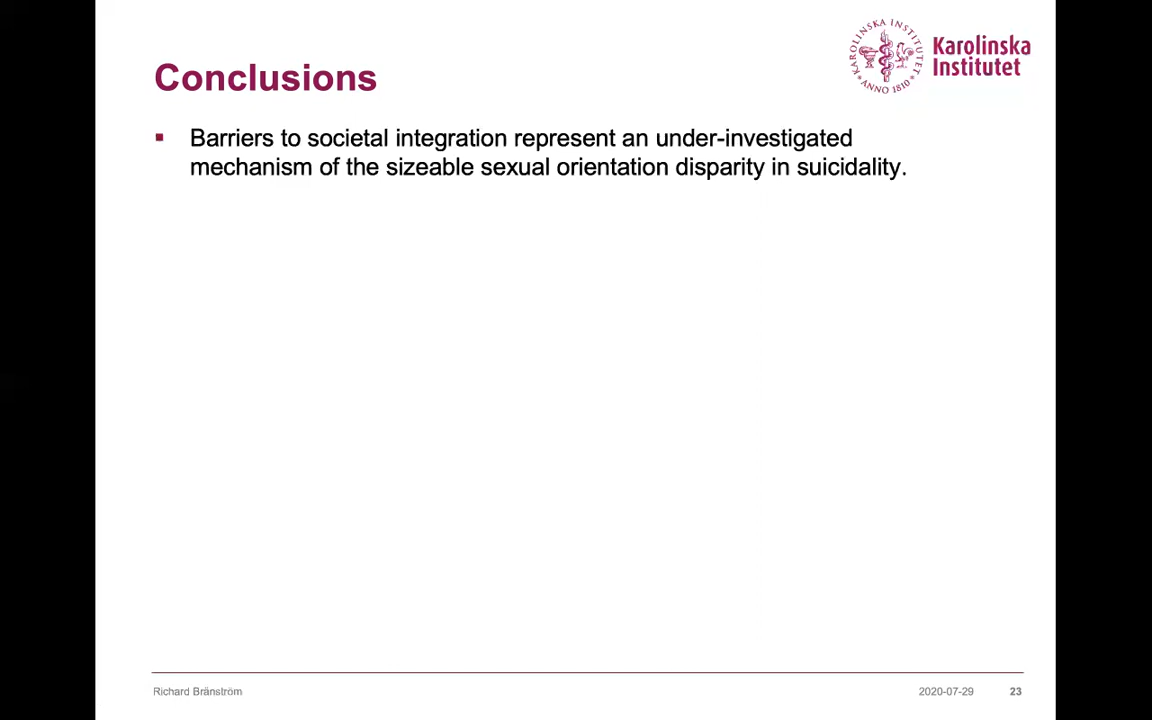 KAROLINSKA INSTITUTET
ANNO 1810
Karolinska
Institutet
Conclusions
Barriers to societal integration represent an under-investigated
mechanism of the sizeable sexual orientation disparity in suicidality.
Richard Bränström
2020-07-29
23